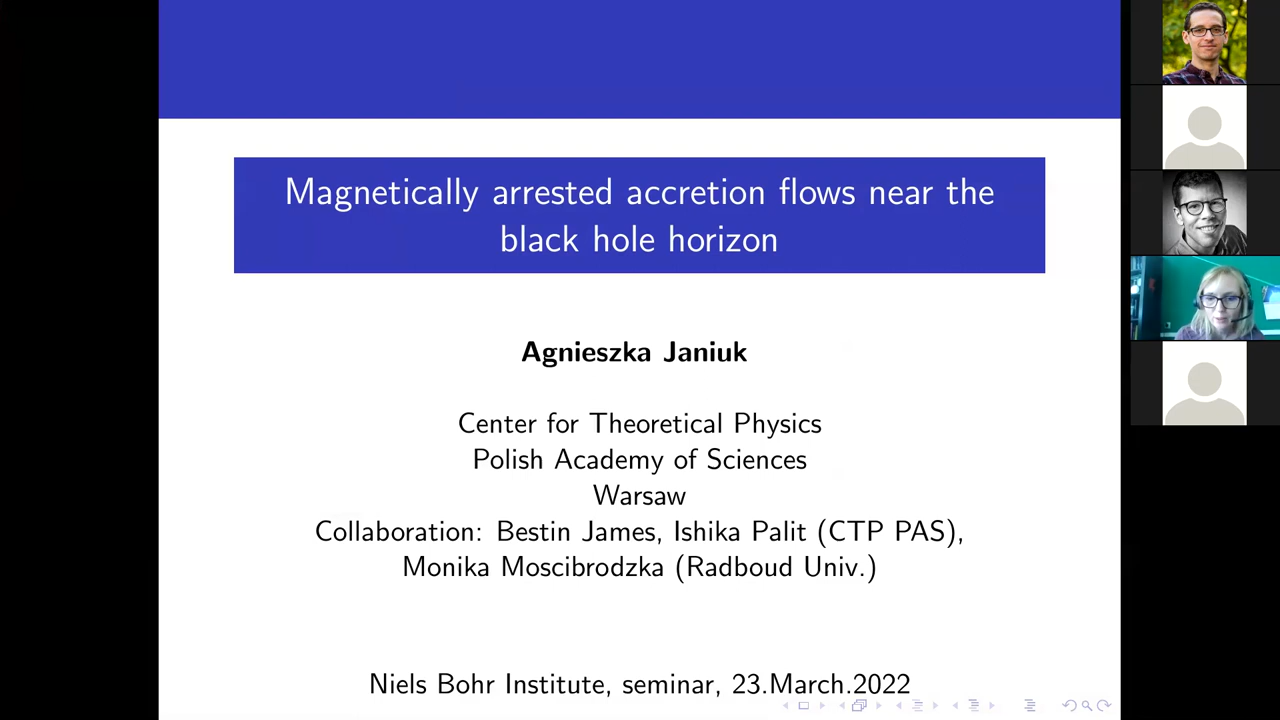 Magnetically arrested accretion flows near the
black hole horizon
Agnieszka Janiuk
Center for Theoretical Physics
Polish Academy of Sciences
Warsaw
Collaboration: Bestin James, Ishika Palit (CTP PAS),
Monika Moscibrodzka (Radboud Univ.)
Niels Bohr Institute, seminar, 23.March.2022